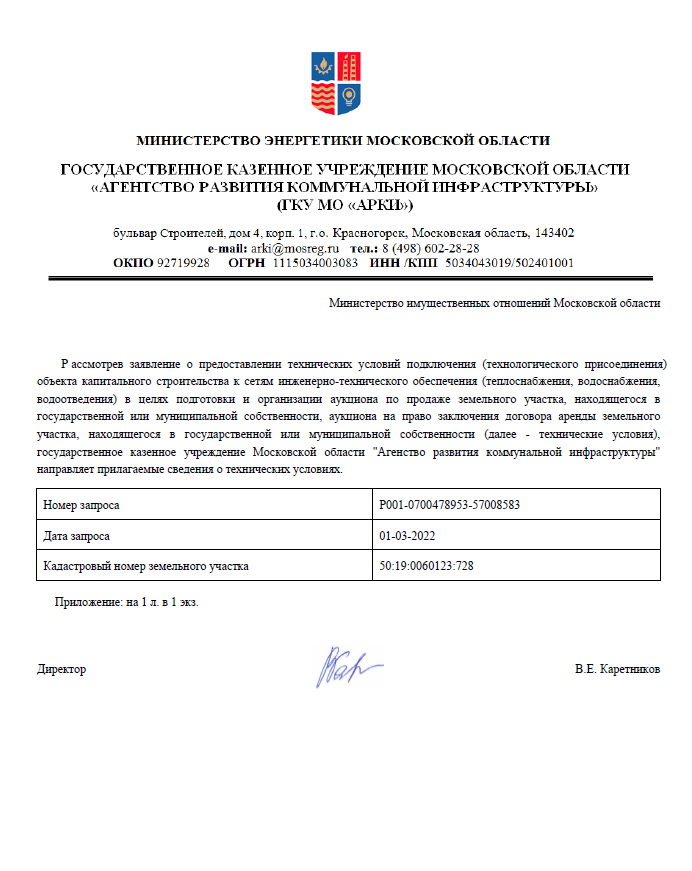 МИНИСТЕРСТВО ЭНЕРГЕТИКИ МОСКОВСКОЙ ОБЛАСТИ
ГОСУДАРСТВЕННОЕ КАЗЕННОЕ УЧРЕЖДЕНИЕ МОСКОВСКОЙ ОБЛАСТИ
«АГЕНТСТВО РАЗВИТИЯ КОММУНАЛЬНОЙ ИНФРАСТРУКТУРЫ»
(ГКУ МО «АРКИ»)
бульвар Строителей, дом 4, корп. 1, г.о. Красногорск, Московская область, 143402
e-mail: arki@mosreg.ru тел.: 8 (498) 602-28-28
ОКПО 92719928 ОГРН 1115034003083 ИНН /КПП 5034043019/502401001
Министерство имущественных отношений Московской области
Рассмотрев заявление о предоставлении технических условий подключения (технологического присоединения)
объекта капитального строительства к сетям инженерно-технического обеспечения (теплоснабжения, водоснабжения,
водоотведения) в целях подготовки и организации аукциона по продаже земельного участка, находящегося в
государственной или муниципальной собственности, аукциона на право заключения договора аренды земельного
участка, находящегося в государственной или муниципальной собственности (далее - технические условия),
государственное казенное учреждение Московской области "Агенство развития коммунальной инфраструктуры"
направляет прилагаемые сведения о технических условиях.
Номер запроса P001-0700478953-57008583
Дата запроса 01-03-2022
Кадастровый номер земельного участка 50:19:0060123:728
Приложение: на 1 л. в 1 экз.
Директор В.Е. Каретников